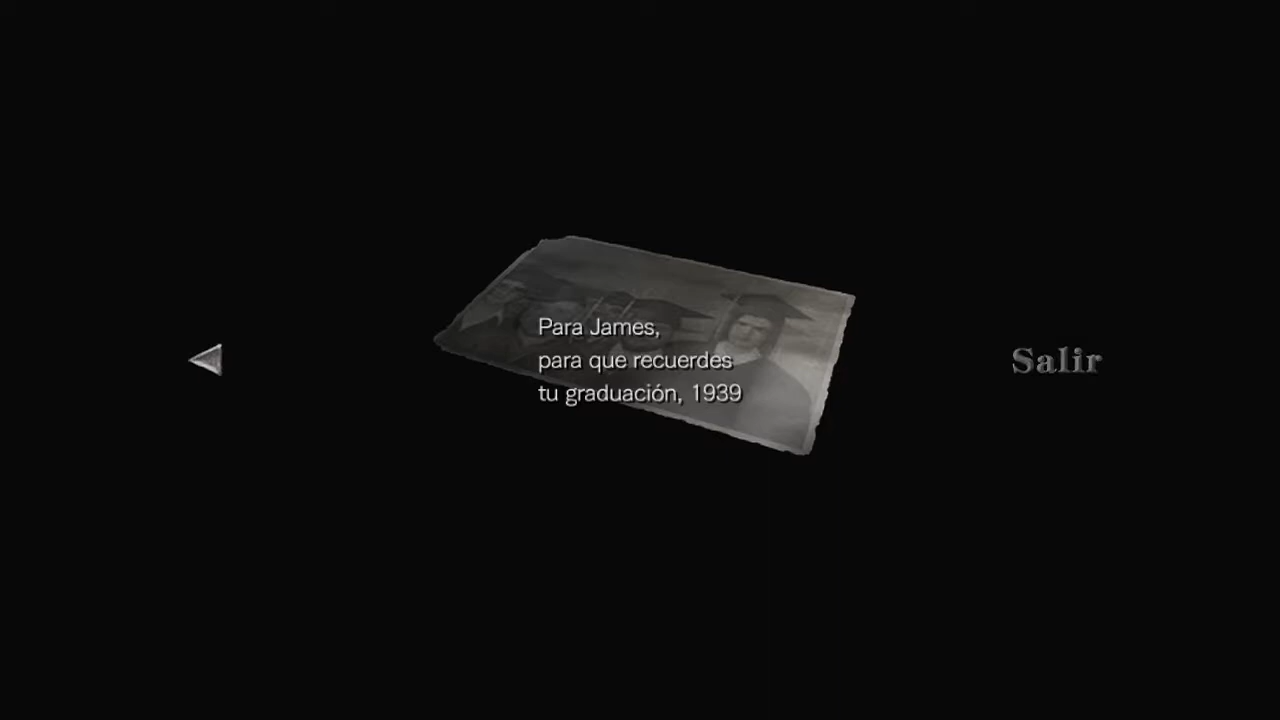 Para James,
para que recuerdes
tu graduación, 1939
Salir